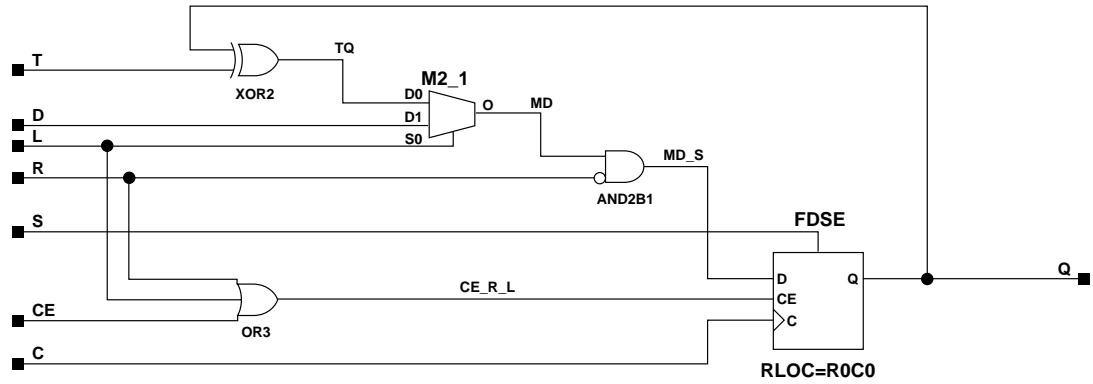 T
TQ
XOR2
M2_1
D0
O
MD
D
D1
L
S0
R
MD_S
AND2B1
S
FDSE
D
Q
Q
CE_R_L
CE
CE
OR3
C
C
RLOC=R0C0